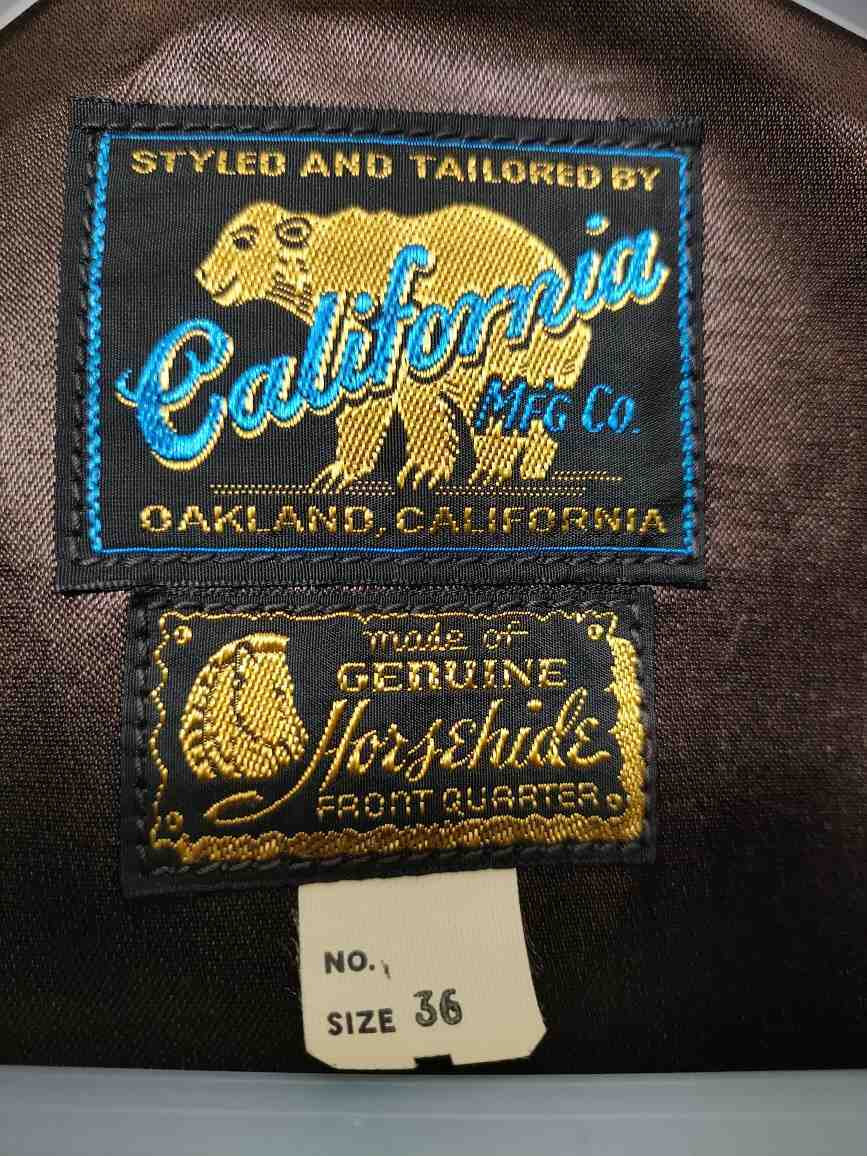 STYLED AND TAILORED BY
California
MFG CO.
OAKLAND, CALIFORNIA
made of
GENUINE
Horsehide
FRONT QUARTER
NO.
SIZE 36